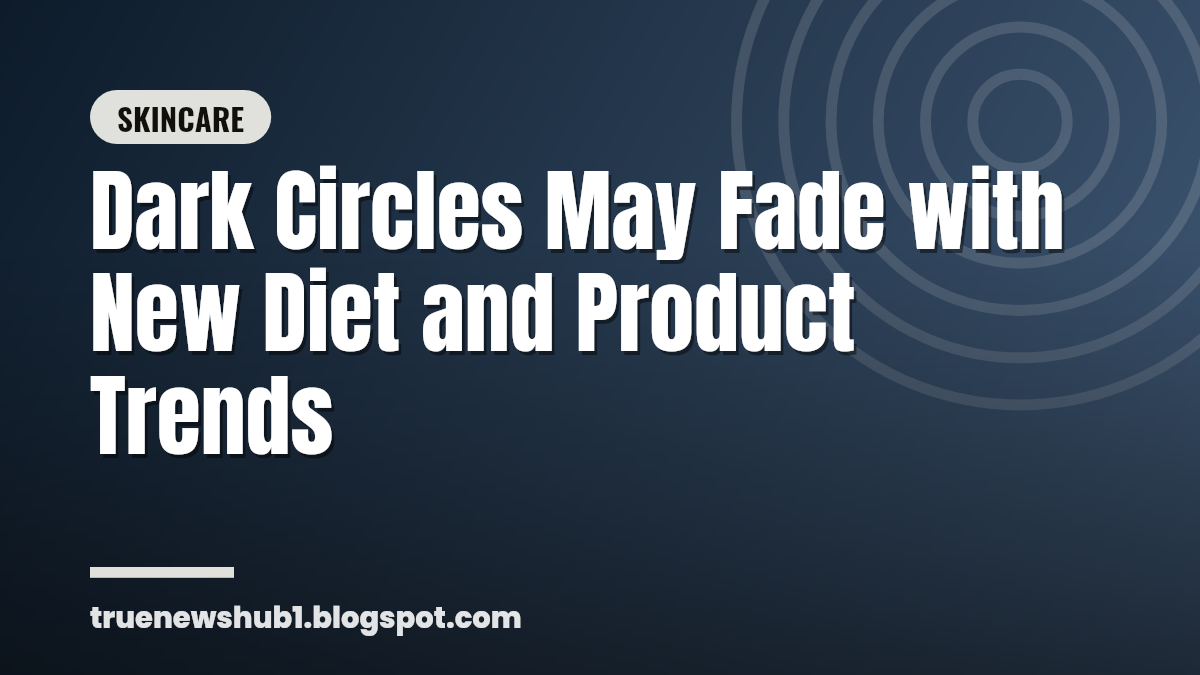 SKINCARE
Dark Circles May Fade with
New Diet and Product
Trends
truenewshub1.blogspot.com